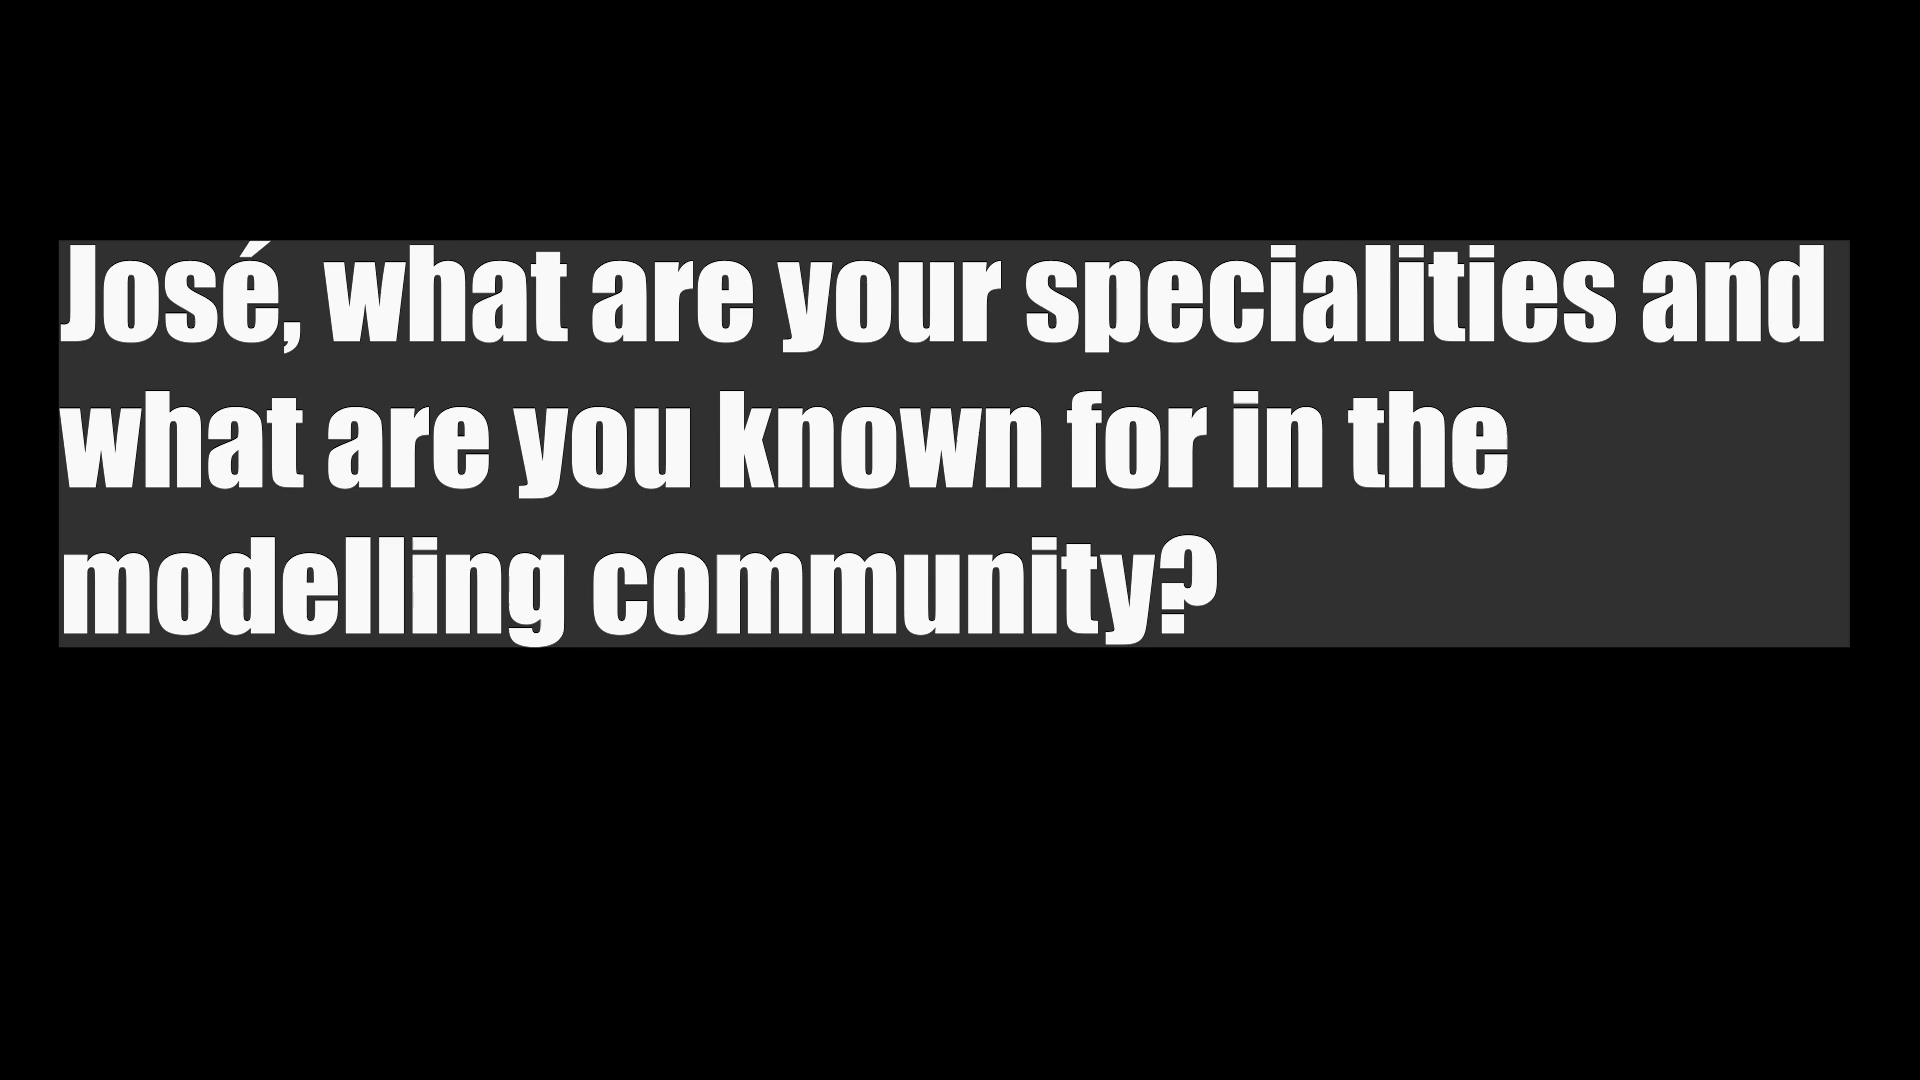 José, what are your specialities and
what are you known for in the
modelling community?